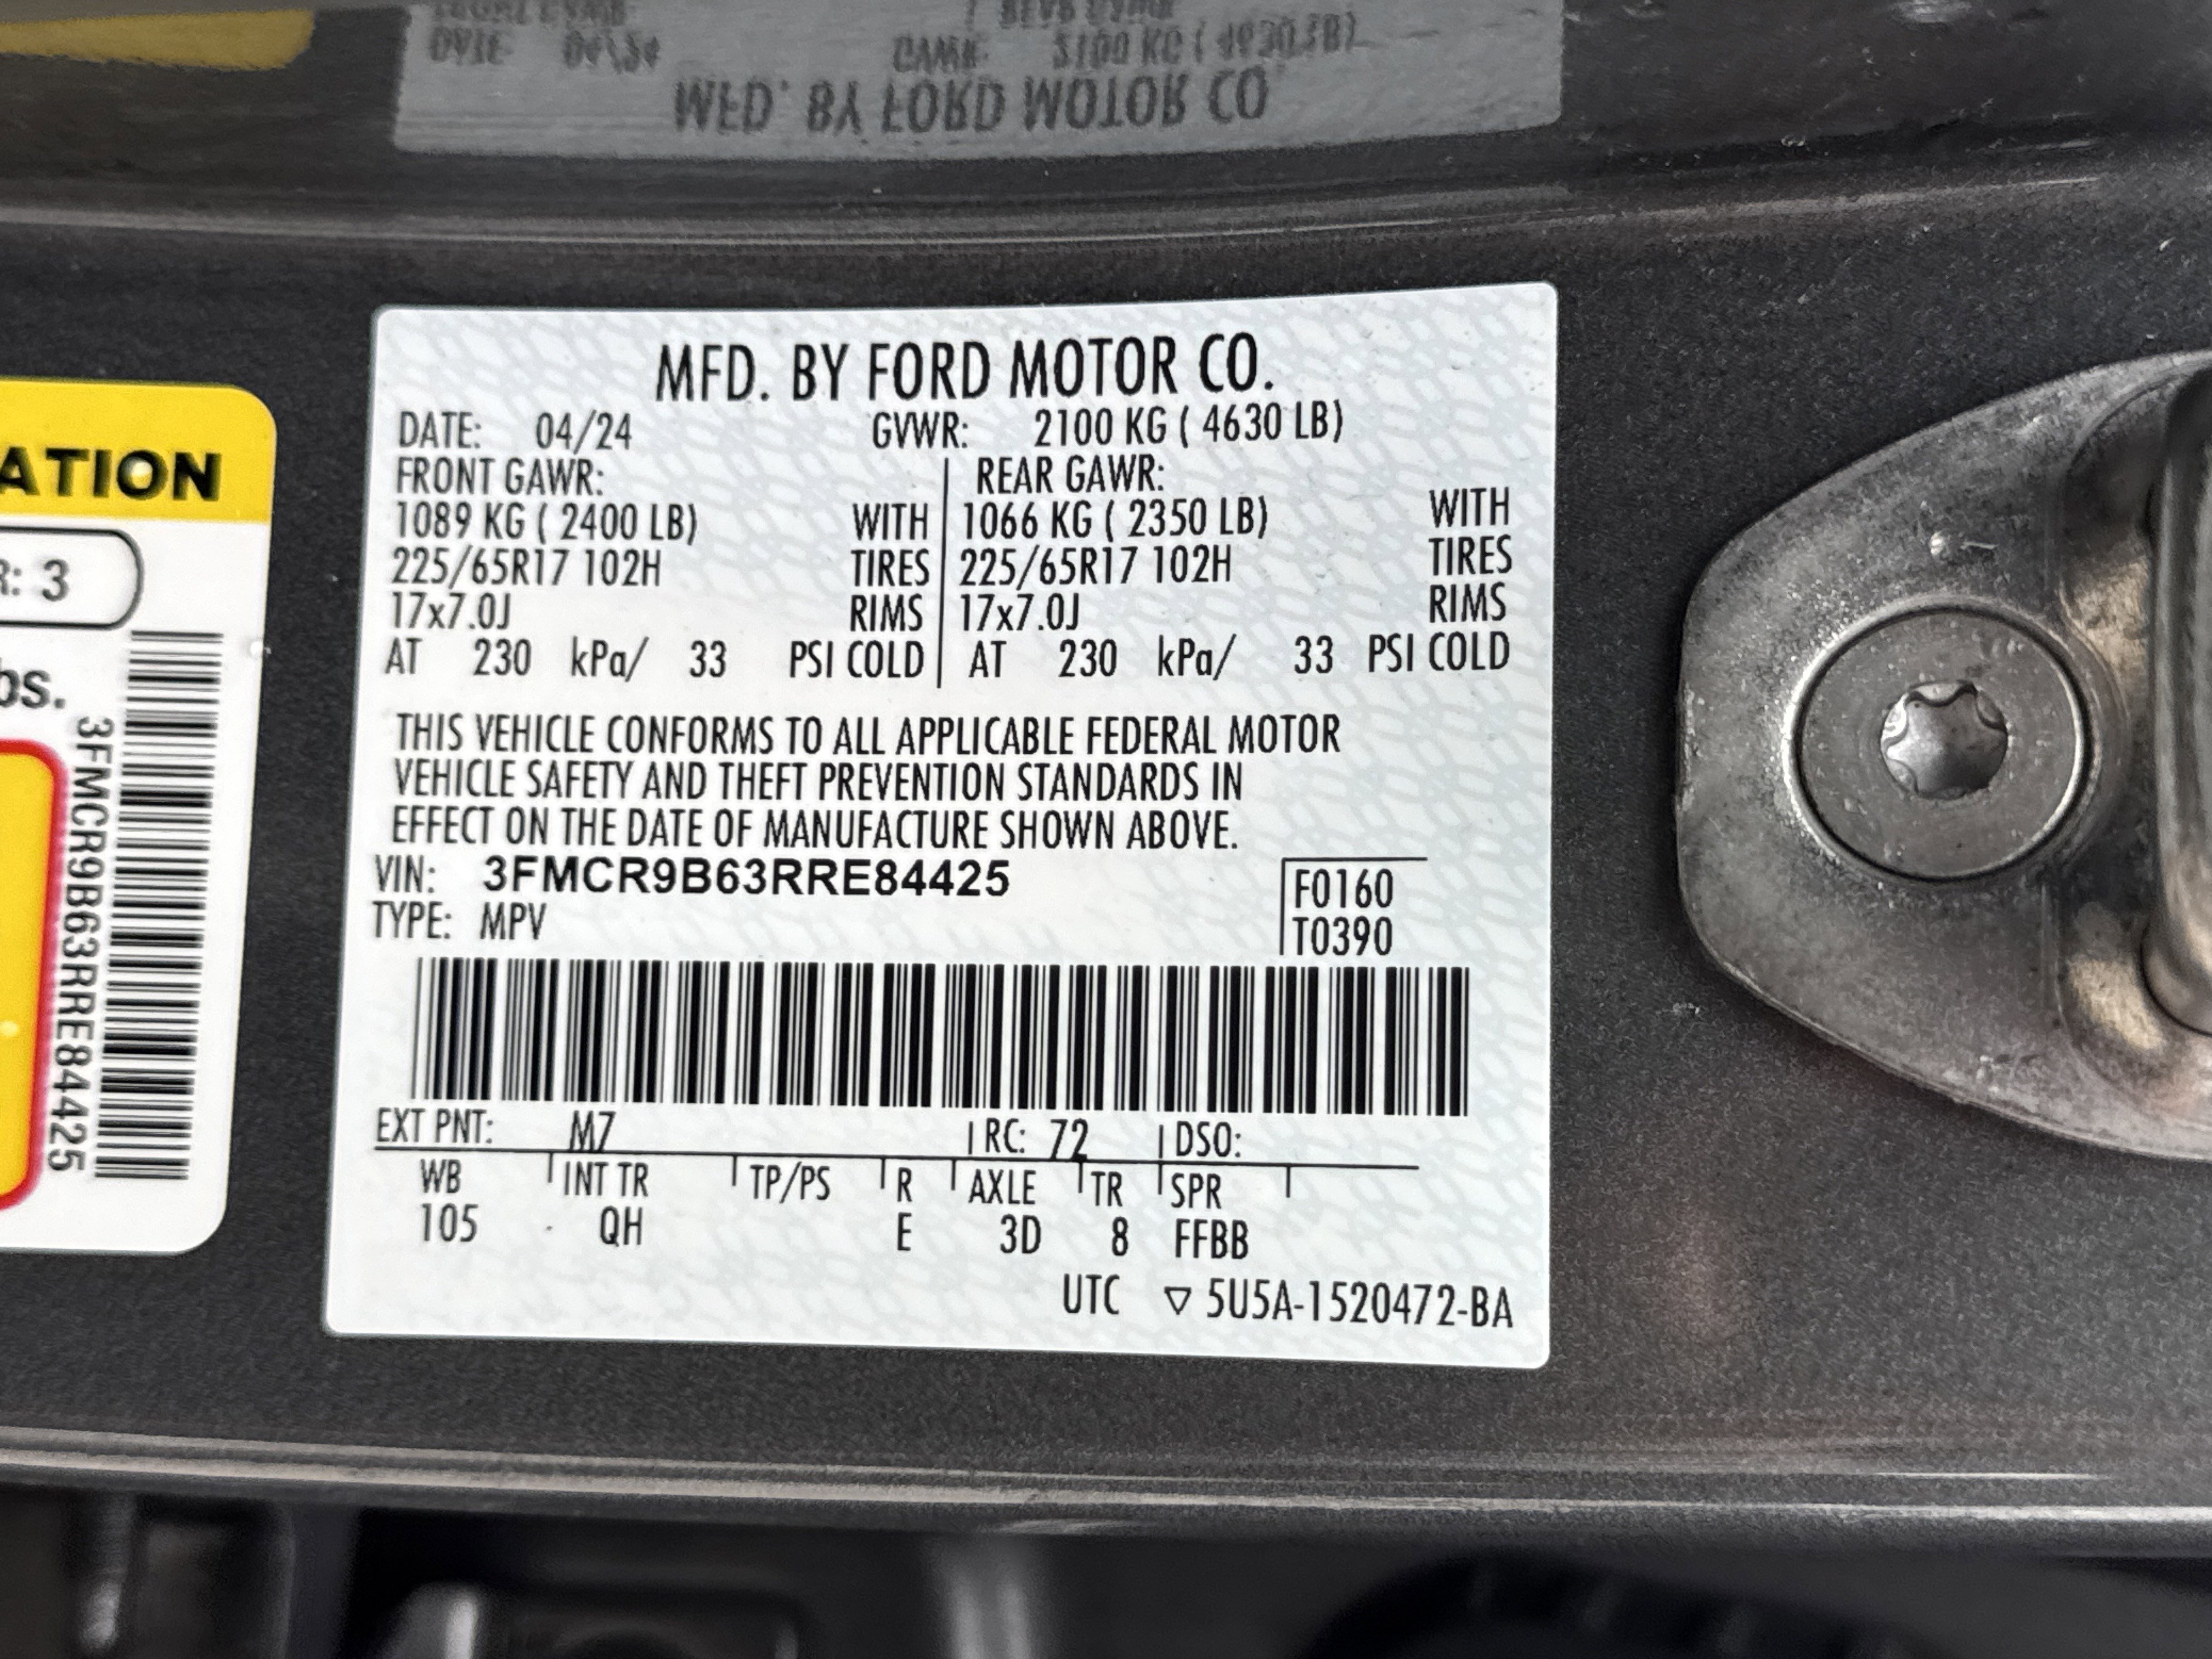 MFD. BY FORD MOTOR CO.
DATE: 04/24 GVWR: 2100 KG ( 4630 LB)
FRONT GAWR: REAR GAWR:
1089 KG ( 2400 LB) WITH 1066 KG ( 2350 LB) WITH
225/65R17 102H TIRES 225/65R17 102H TIRES
17x7.0J RIMS 17x7.0J RIMS
AT 230 kPa/ 33 PSI COLD AT 230 kPa/ 33 PSI COLD
THIS VEHICLE CONFORMS TO ALL APPLICABLE FEDERAL MOTOR
VEHICLE SAFETY AND THEFT PREVENTION STANDARDS IN
EFFECT ON THE DATE OF MANUFACTURE SHOWN ABOVE.
VIN: 3FMCR9B63RRE84425 F0160
TYPE: MPV T0390
EXT PNT: M7 RC: 72 DSO:
WB INT TR TP/PS R AXLE TR SPR
105 QH E 3D 8 FFBB
UTC ▽ 5U5A-1520472-BA
ATION
R: 3
bs.
3FMCR9B63RRE84425